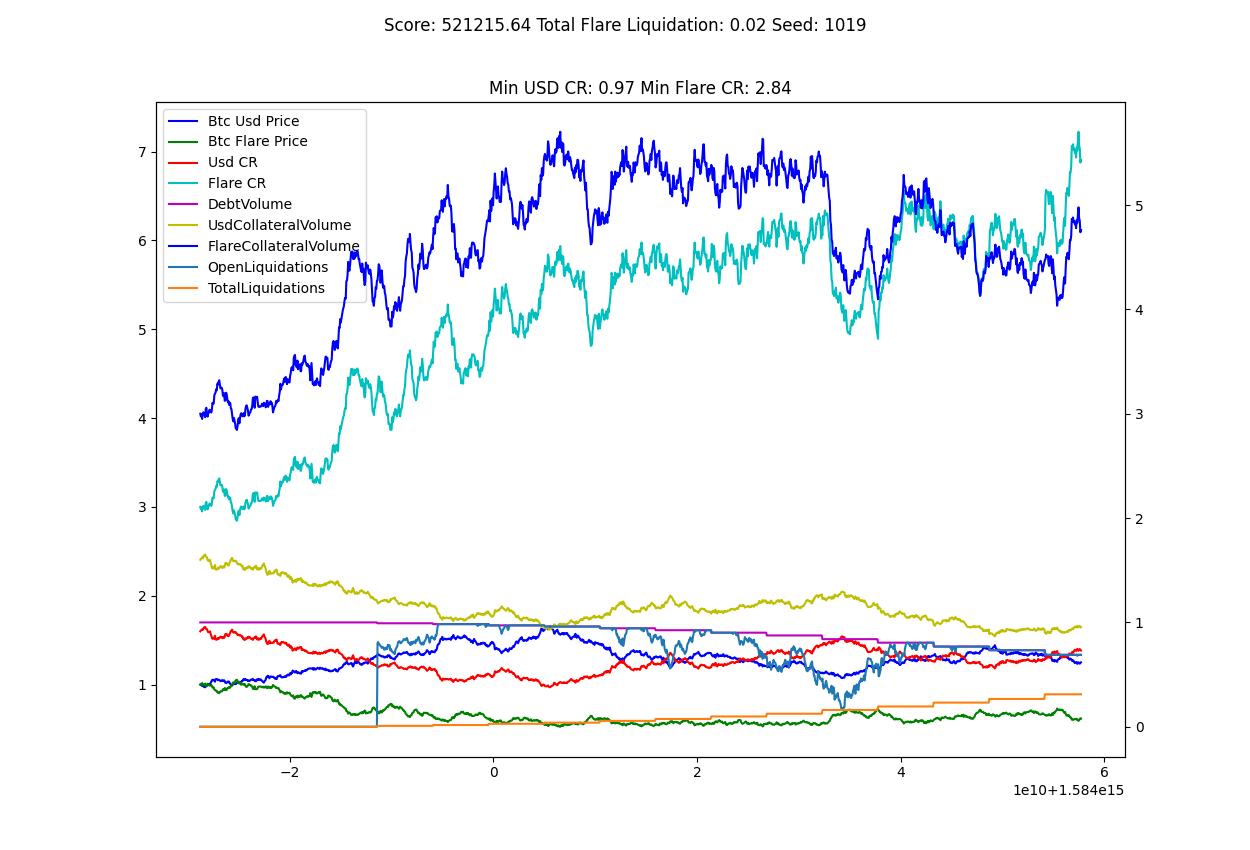 Score: 521215.64 Total Flare Liquidation: 0.02 Seed: 1019
Min USD CR: 0.97 Min Flare CR: 2.84
Btc Usd Price
Btc Flare Price
Usd CR
Flare CR
DebtVolume
UsdCollateralVolume
FlareCollateralVolume
OpenLiquidations
TotalLiquidations
7
6
5
4
3
2
1
5
4
3
2
1
0
−2
0
2
4
6
1e10+1.584e15